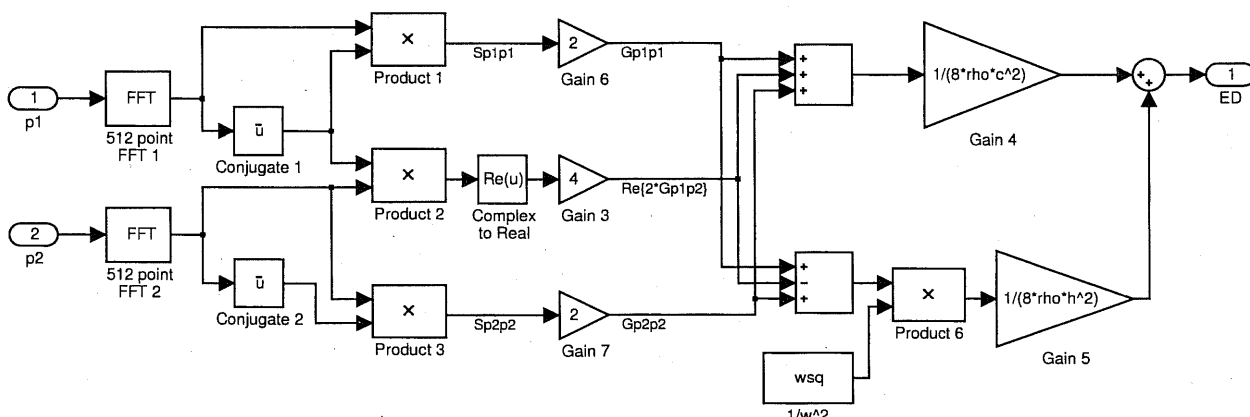 1
p1
FFT
512 point
FFT 1
ū
Conjugate 1
×
Product 1
Sp1p1
2
Gain 6
Gp1p1
+
+
+
1/(8*rho*c^2)
Gain 4
+
+
1
ED
×
Product 2
Re(u)
Complex
to Real
4
Gain 3
Re{2*Gp1p2}
2
p2
FFT
512 point
FFT 2
ū
Conjugate 2
×
Product 3
Sp2p2
2
Gain 7
Gp2p2
+
−
+
×
Product 6
1/(8*rho*h^2)
Gain 5
wsq
1/w^2